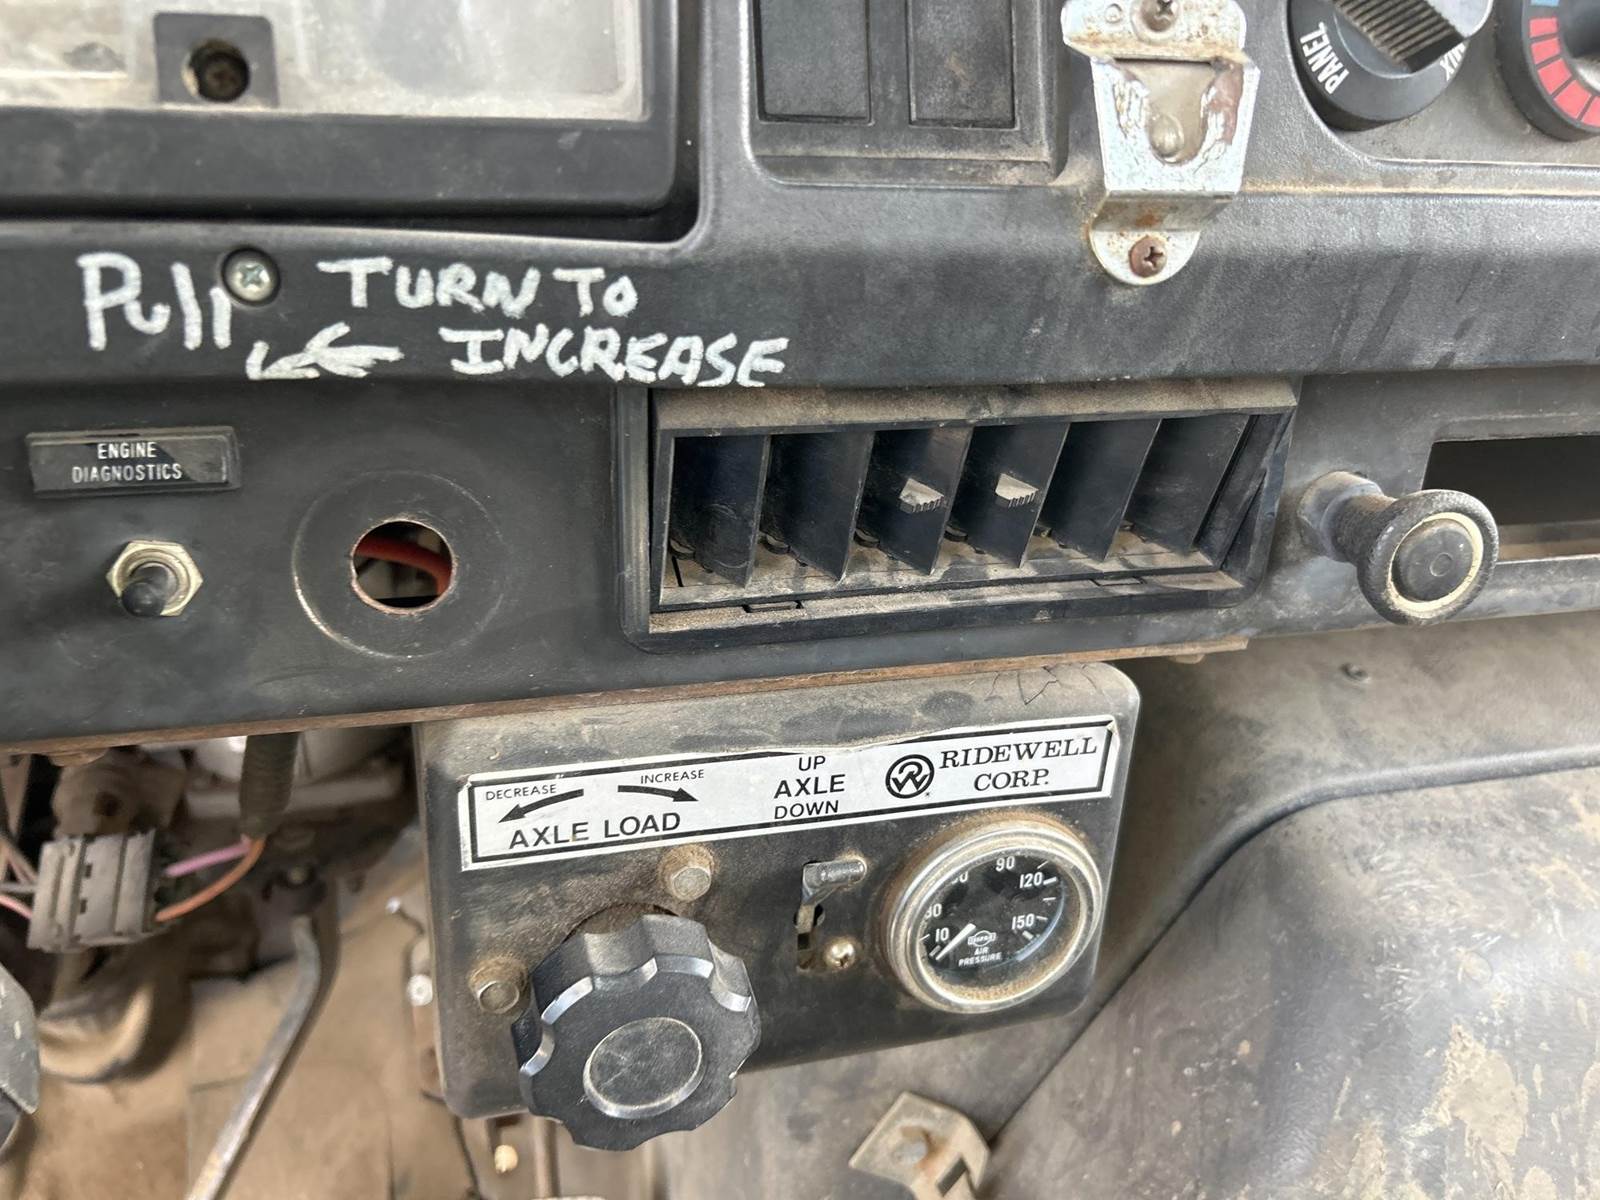 PANEL
Pull TURN TO
INCREASE
ENGINE
DIAGNOSTICS
DECREASE INCREASE
AXLE LOAD
UP
AXLE
DOWN
RIDEWELL
CORP.
90
120
150
10
AIR
PRESSURE